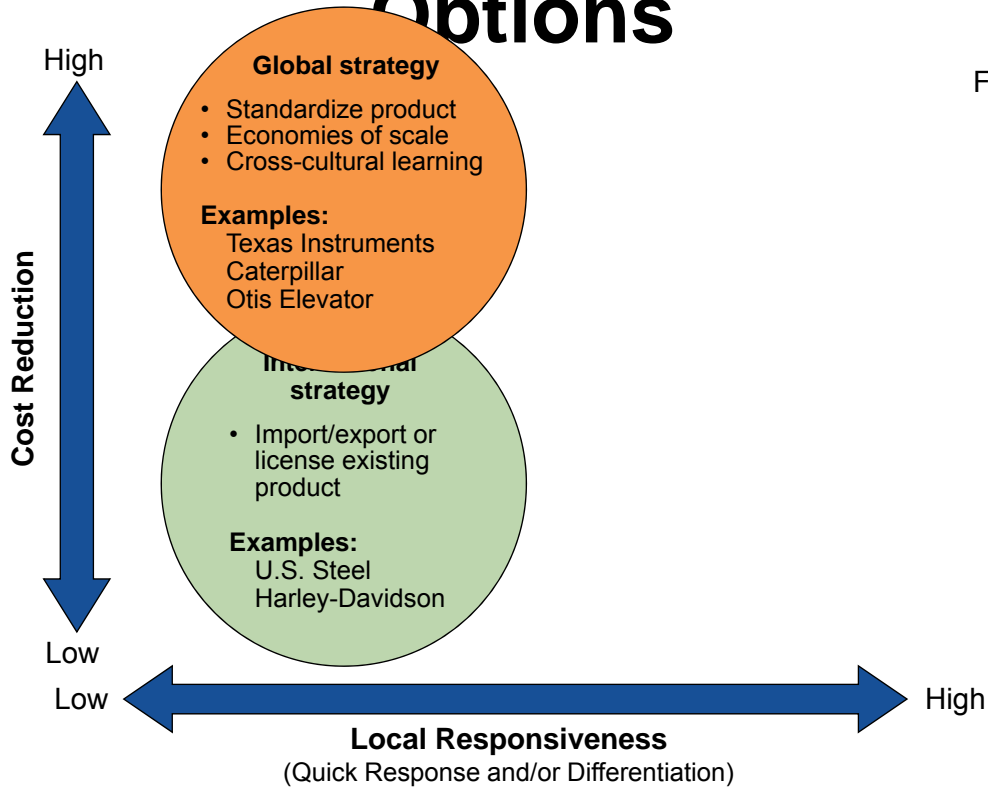 Options
High
Global strategy
• Standardize product
• Economies of scale
• Cross-cultural learning
Examples:
Texas Instruments
Caterpillar
Otis Elevator
strategy
• Import/export or
license existing
product
Examples:
U.S. Steel
Harley-Davidson
Cost Reduction
Low
Low
High
Local Responsiveness
(Quick Response and/or Differentiation)
F